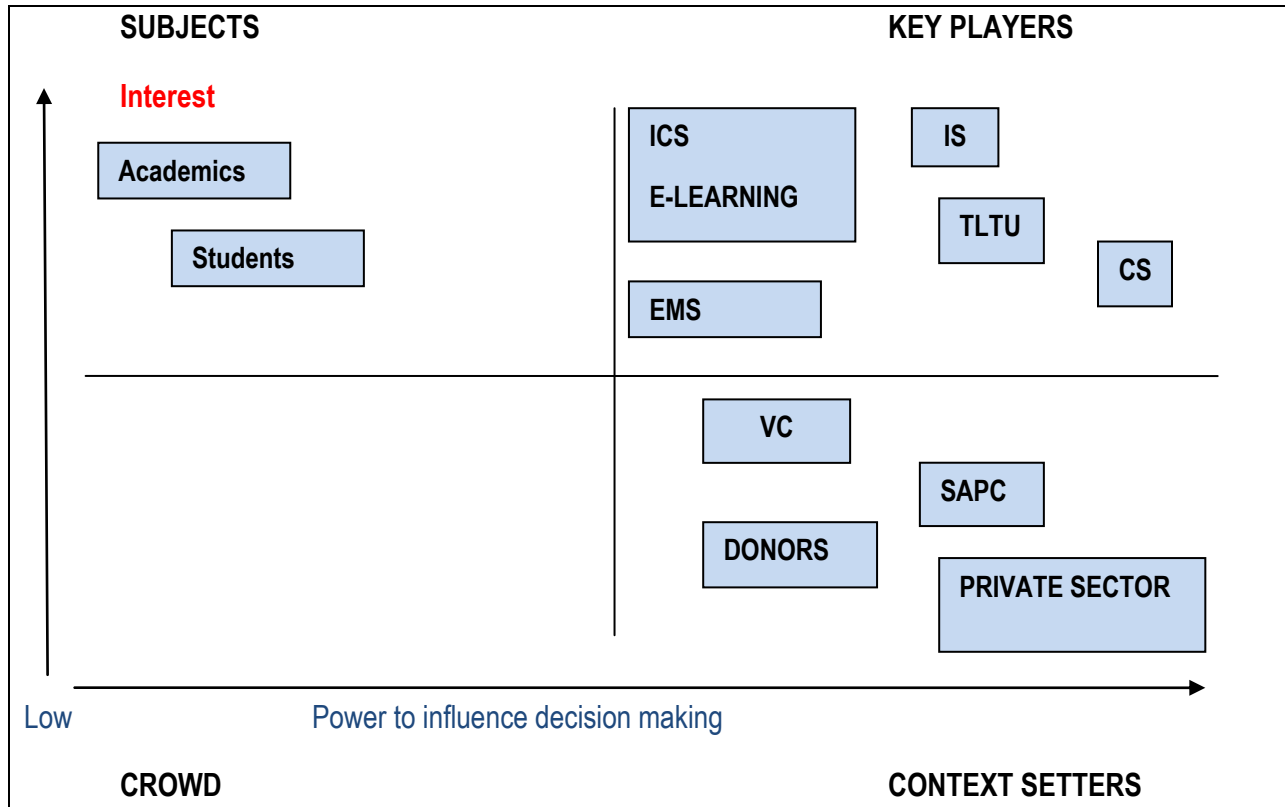 SUBJECTS
KEY PLAYERS
Interest
Academics
Students
ICS
E-LEARNING
IS
TLTU
CS
EMS
VC
SAPC
DONORS
PRIVATE SECTOR
Low
Power to influence decision making
CROWD
CONTEXT SETTERS